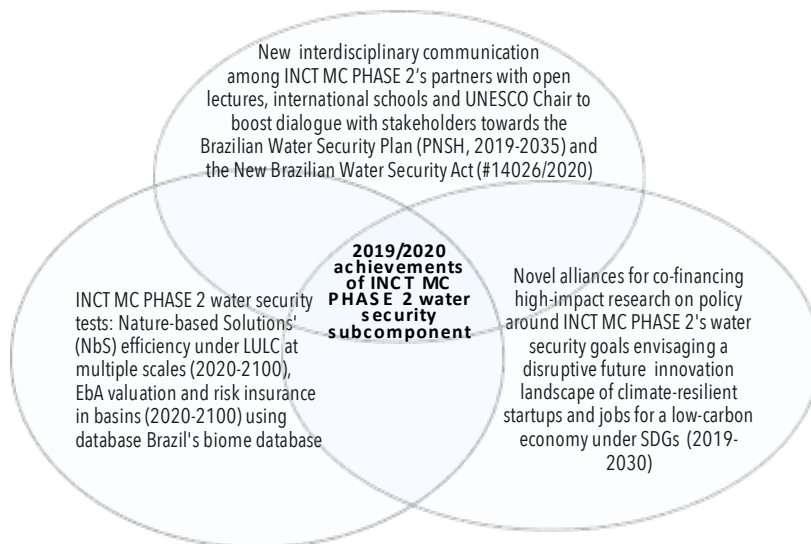 New interdisciplinary communication
among INCT MC PHASE 2's partners with open
lectures, international schools and UNESCO Chair to
boost dialogue with stakeholders towards the
Brazilian Water Security Plan (PNSH, 2019-2035) and
the New Brazilian Water Security Act (#14026/2020)
2019/2020
achievements
of INCT MC
PHASE 2 water
security
subcomponent
INCT MC PHASE 2 water security
tests: Nature-based Solutions'
(NbS) efficiency under LULC at
multiple scales (2020-2100),
EbA valuation and risk insurance
in basins (2020-2100) using
database Brazil's biome database
Novel alliances for co-financing
high-impact research on policy
around INCT MC PHASE 2's water
security goals envisaging a
disruptive future innovation
landscape of climate-resilient
startups and jobs for a low-carbon
economy under SDGs (2019-
2030)